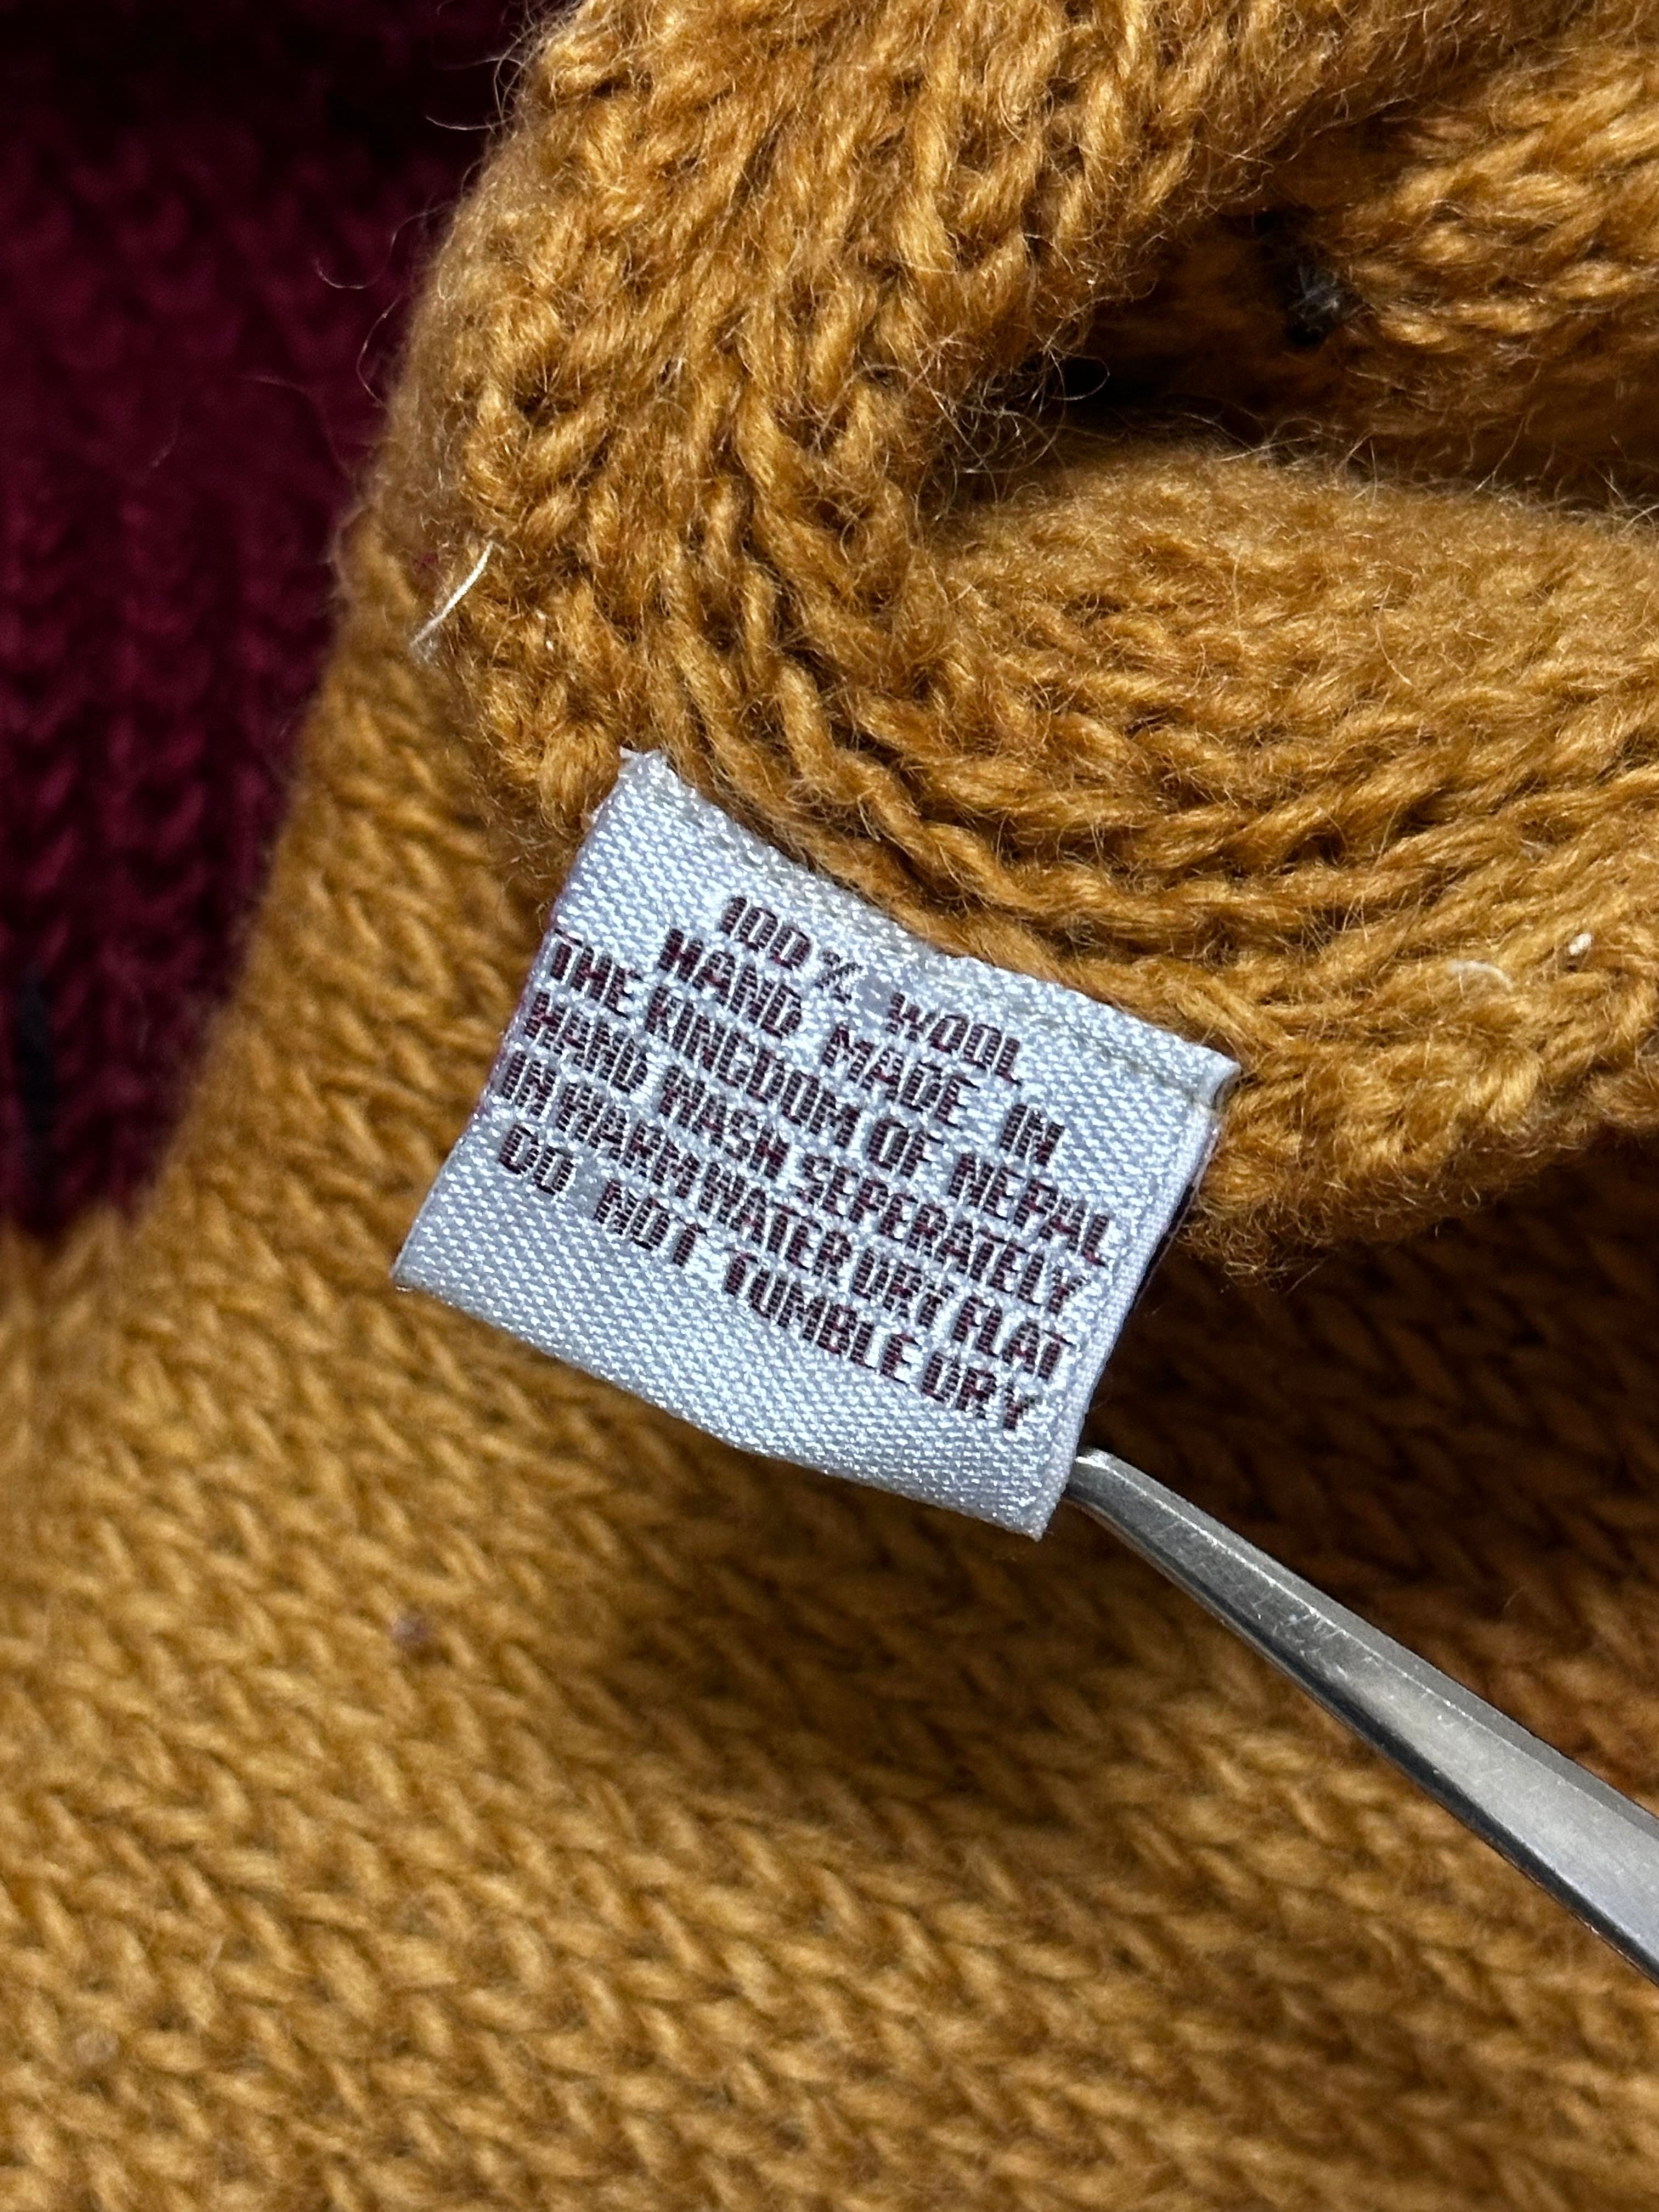 100% WOOL
HAND MADE IN
THE KINGDOM OF NEPAL
HAND WASH SEPERATELY
IN WARM WATER DRY FLAT
DO NOT TUMBLE DRY